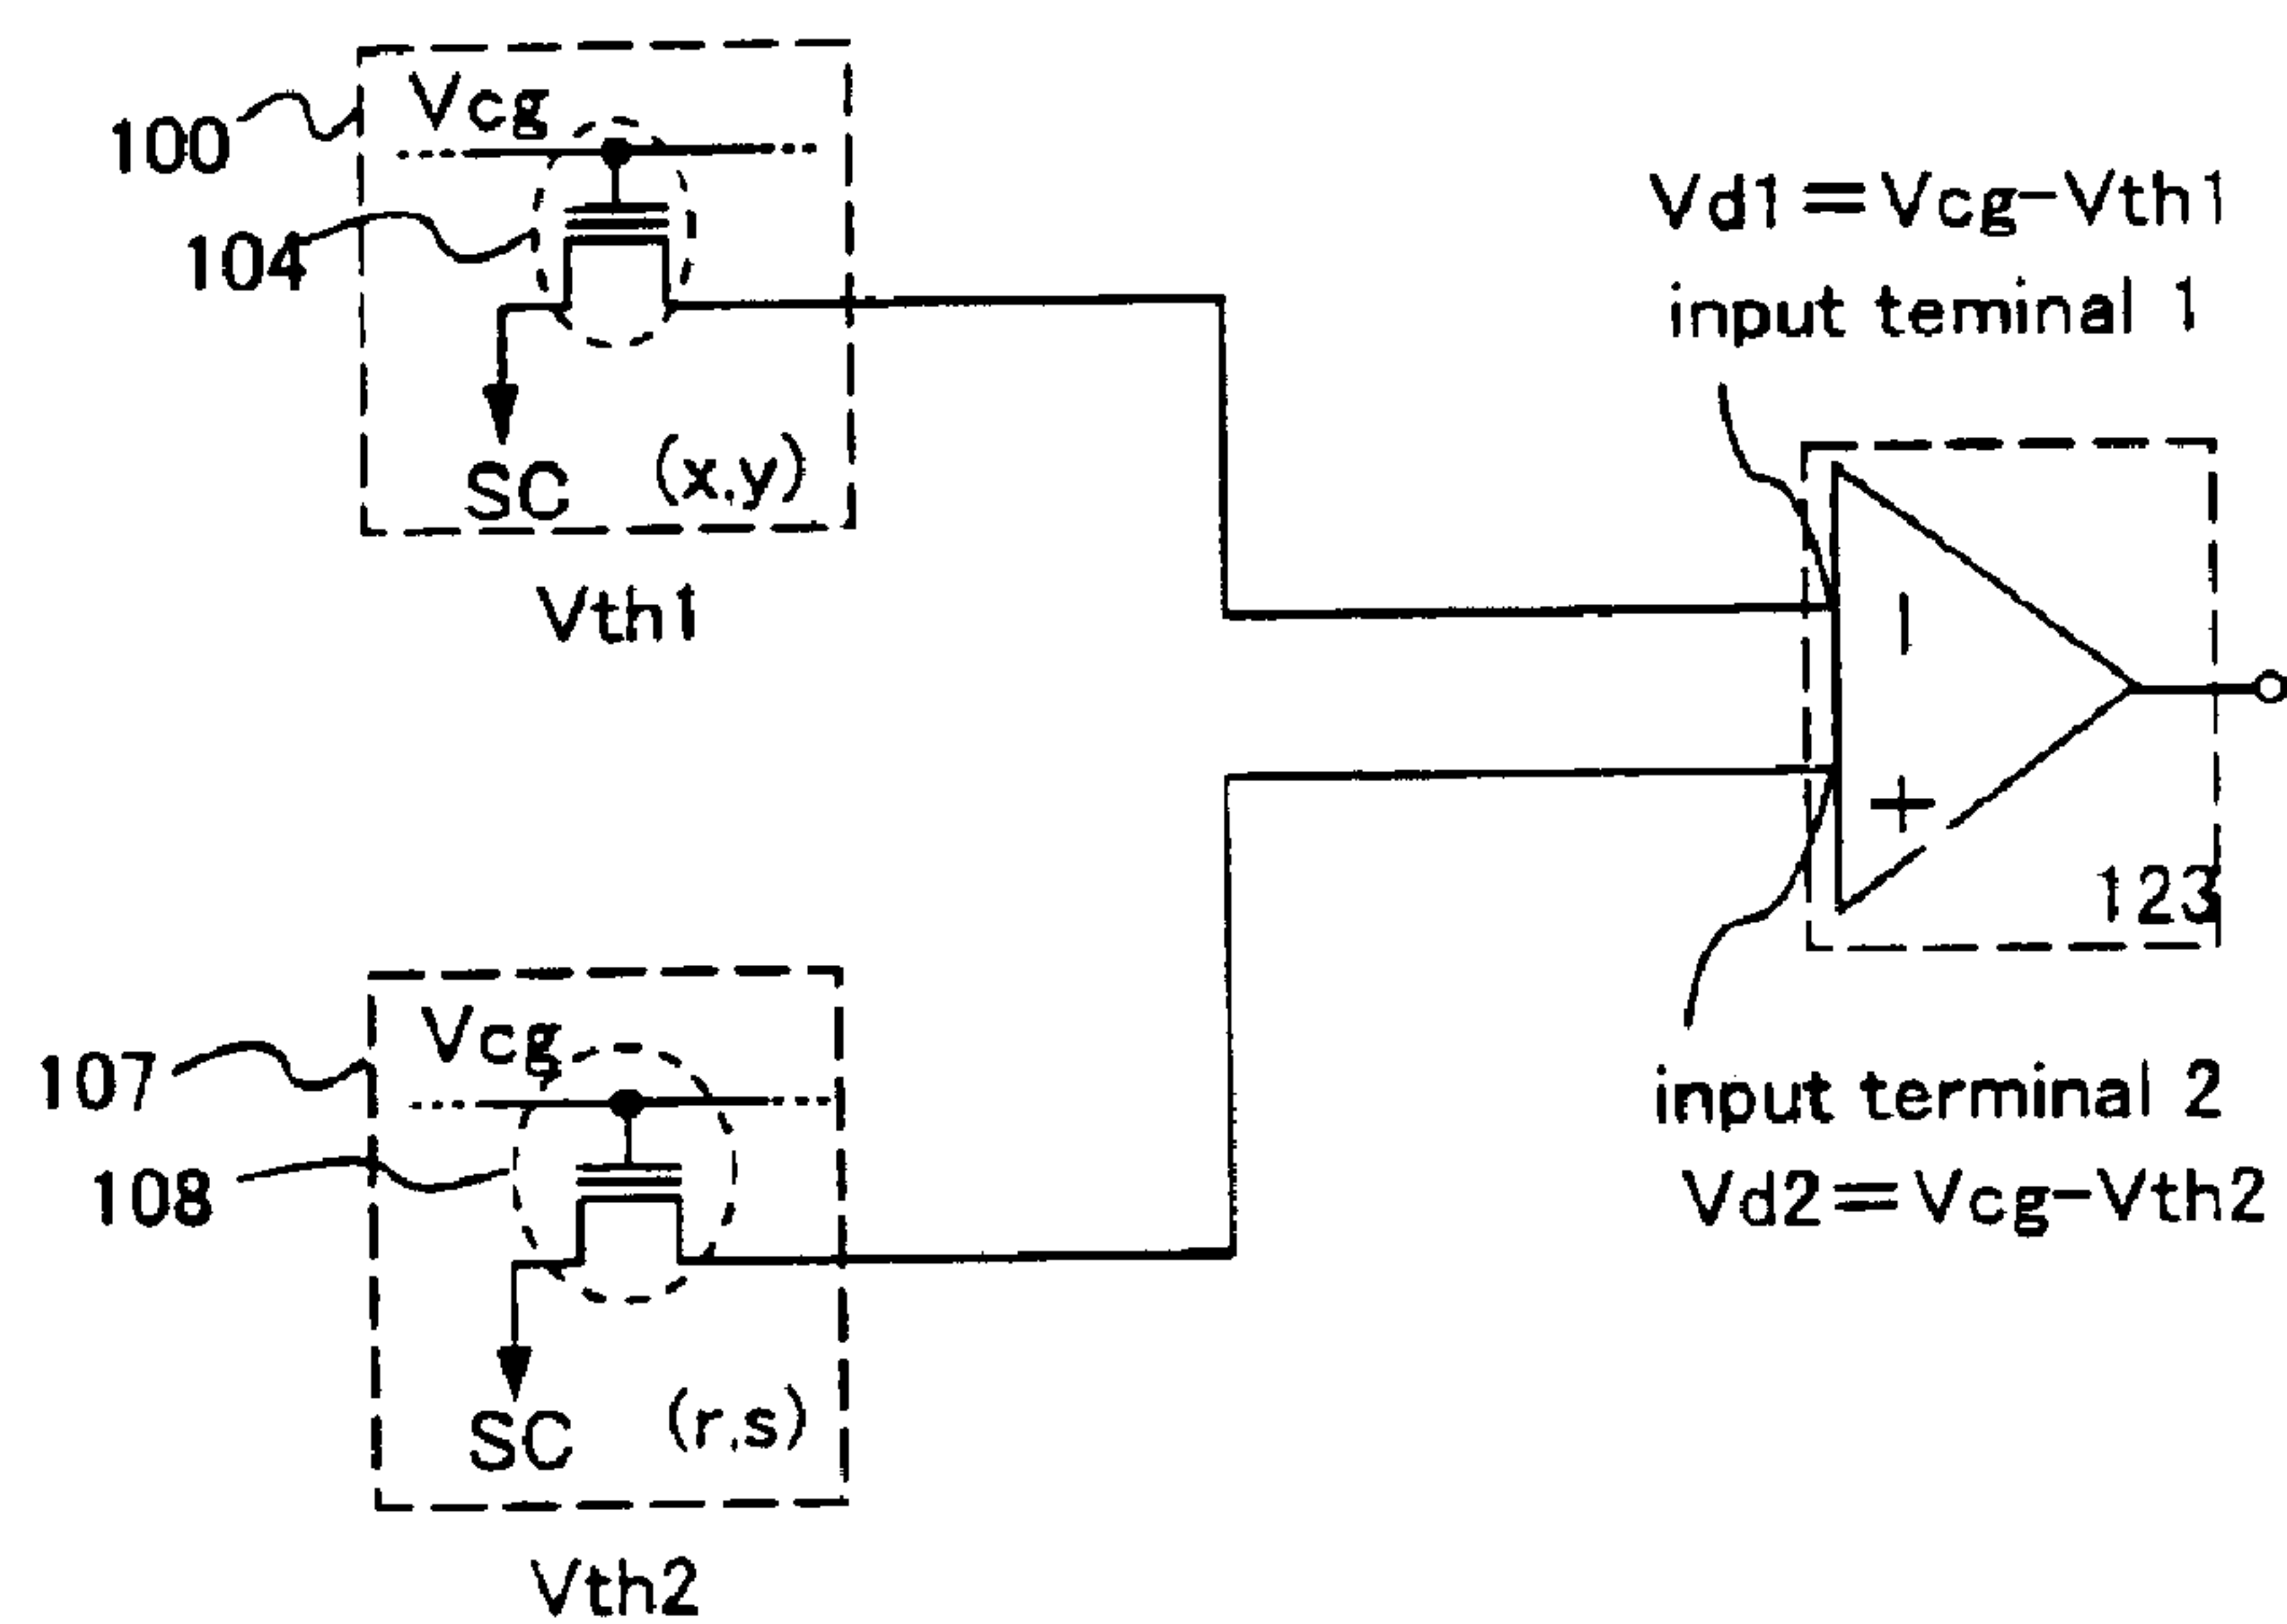 100
Vcg
104
SC
(x,y)
Vth1
Vd1=Vcg-Vth1
input teminal 1
+
123
107
Vcg
108
SC
(r,s)
Vth2
input terminal 2
Vd2=Vcg-Vth2